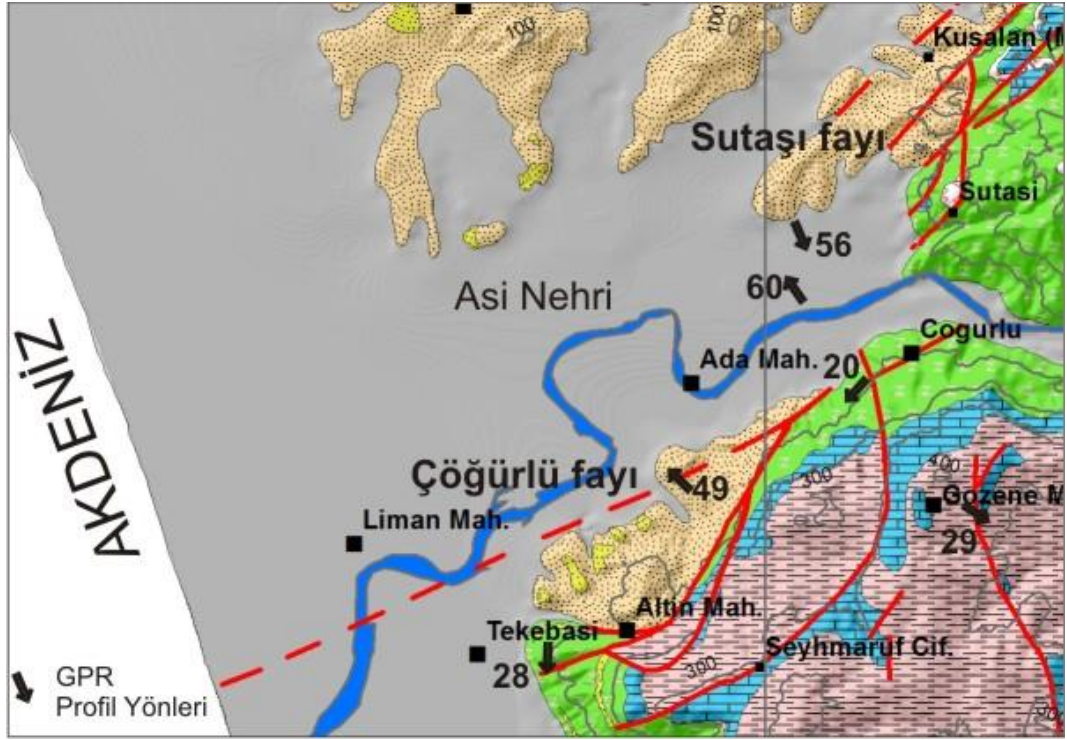 100
100
Kusalan (M
Sutaşı fayı
Sutasi
56
60
Asi Nehri
Cogurlu
Ada Mah.
20
AKDENİZ
Çöğürlü fayı
49
300
400
Gozene M
29
Liman Mah.
Altin Mah.
Tekebasi
Seyhmaruf Cif.
28
300
GPR
Profil Yönleri